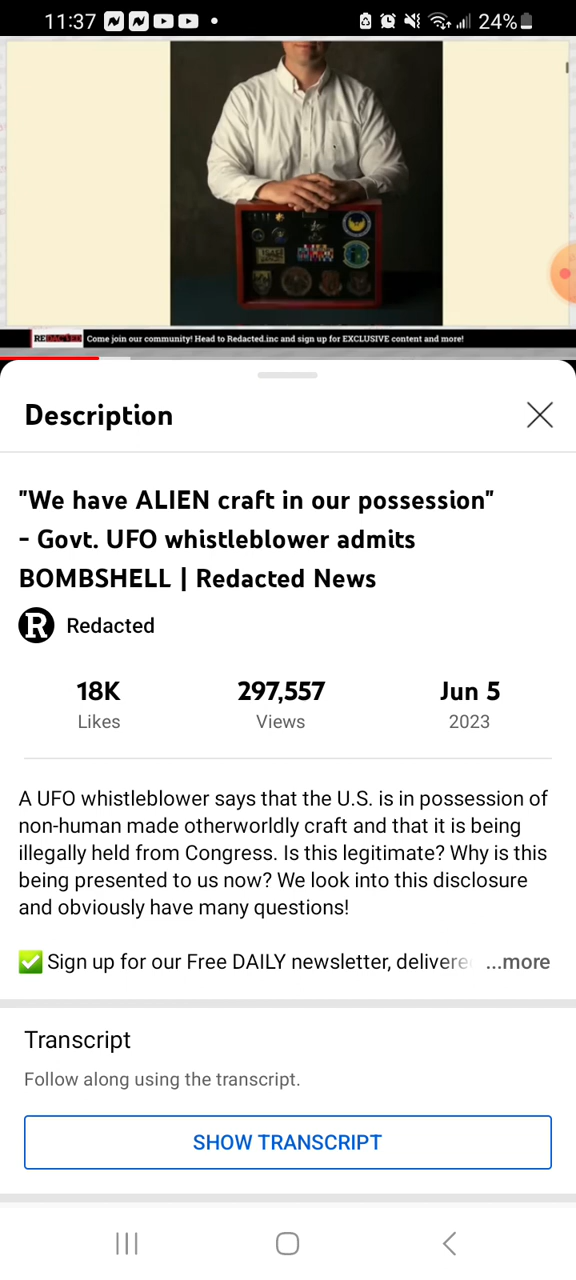 11:37
24%
REDACTED Come join our community! Head to Redacted.inc and sign up for EXCLUSIVE content and more!
Description
"We have ALIEN craft in our possession"
- Govt. UFO whistleblower admits
BOMBSHELL | Redacted News
R Redacted
18K 297,557 Jun 5
Likes Views 2023
A UFO whistleblower says that the U.S. is in possession of
non-human made otherworldly craft and that it is being
illegally held from Congress. Is this legitimate? Why is this
being presented to us now? We look into this disclosure
and obviously have many questions!
✅ Sign up for our Free DAILY newsletter, delivere ...more
Transcript
Follow along using the transcript.
SHOW TRANSCRIPT